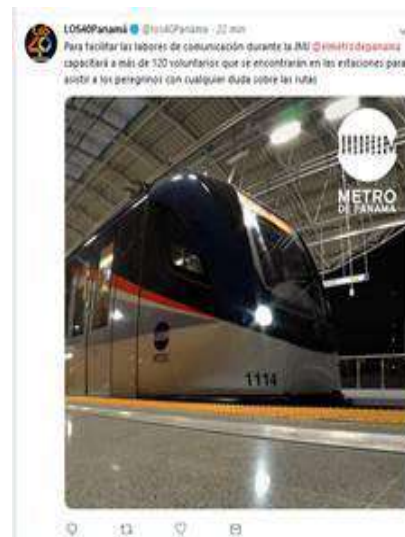 LOS40Panamá @los40Panama · 22 min
Para facilitar las labores de comunicación durante la JMJ @elmetrodepanama
capacitará a más de 120 voluntarios que se encontrarán en las estaciones para
asistir a los peregrinos con cualquier duda sobre las rutas
METRO
DE PANAMÁ
1114